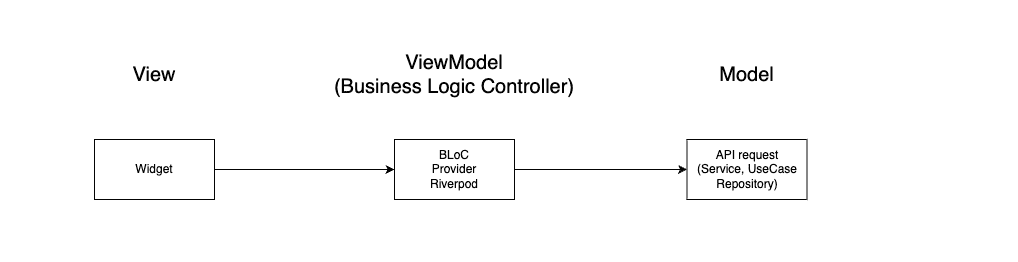 View
ViewModel
(Business Logic Controller)
Model
Widget
BLoC
Provider
Riverpod
API request
(Service, UseCase
Repository)